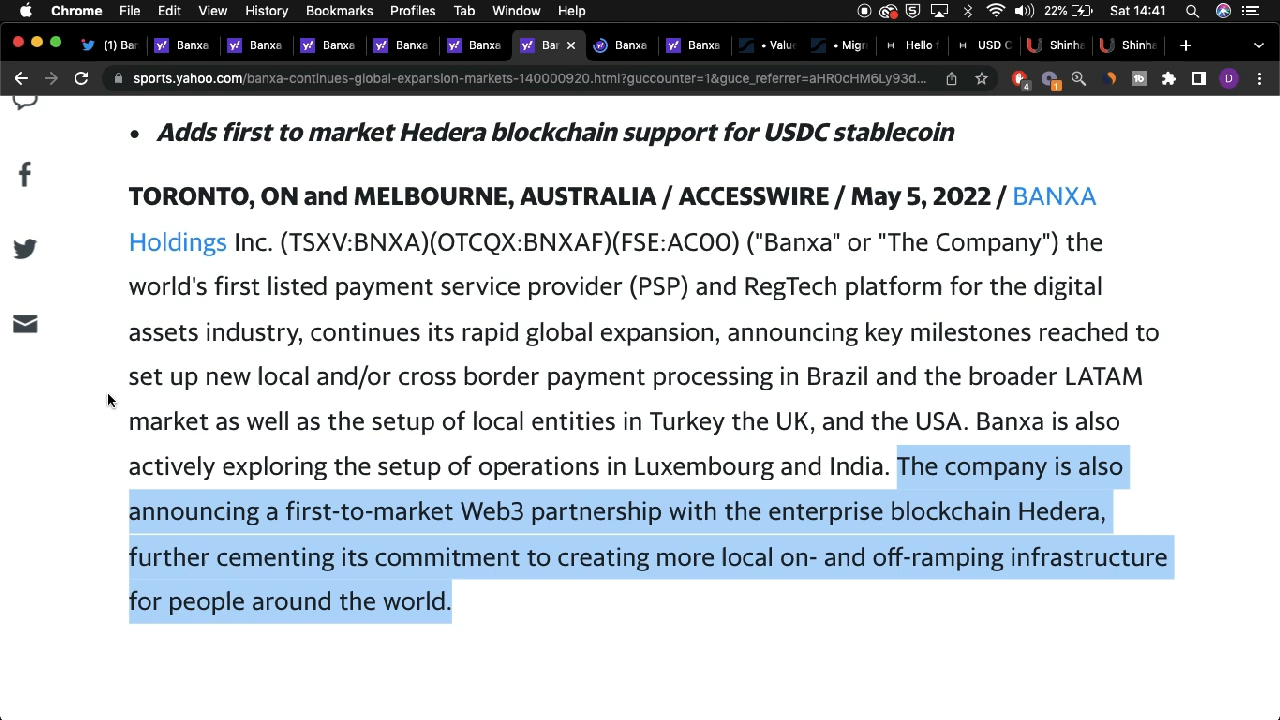 Chrome File Edit View History Bookmarks Profiles Tab Window Help 22% Sat 14:41
(1) Bar Banxa Banxa Banxa Banxa Banxa Bar Banxa Banxa • Value • Migr Hello f USD C Shinha Shinha
sports.yahoo.com/banxa-continues-global-expansion-markets-140000920.html?guccounter=1&guce_referrer=aHR0cHM6Ly93d... 4 1 D
• Adds first to market Hedera blockchain support for USDC stablecoin
TORONTO, ON and MELBOURNE, AUSTRALIA / ACCESSWIRE / May 5, 2022 / BANXA
Holdings Inc. (TSXV:BNXA)(OTCQX:BNXAF)(FSE:AC00) ("Banxa" or "The Company") the
world's first listed payment service provider (PSP) and RegTech platform for the digital
assets industry, continues its rapid global expansion, announcing key milestones reached to
set up new local and/or cross border payment processing in Brazil and the broader LATAM
market as well as the setup of local entities in Turkey the UK, and the USA. Banxa is also
actively exploring the setup of operations in Luxembourg and India. The company is also
announcing a first-to-market Web3 partnership with the enterprise blockchain Hedera,
further cementing its commitment to creating more local on- and off-ramping infrastructure
for people around the world.